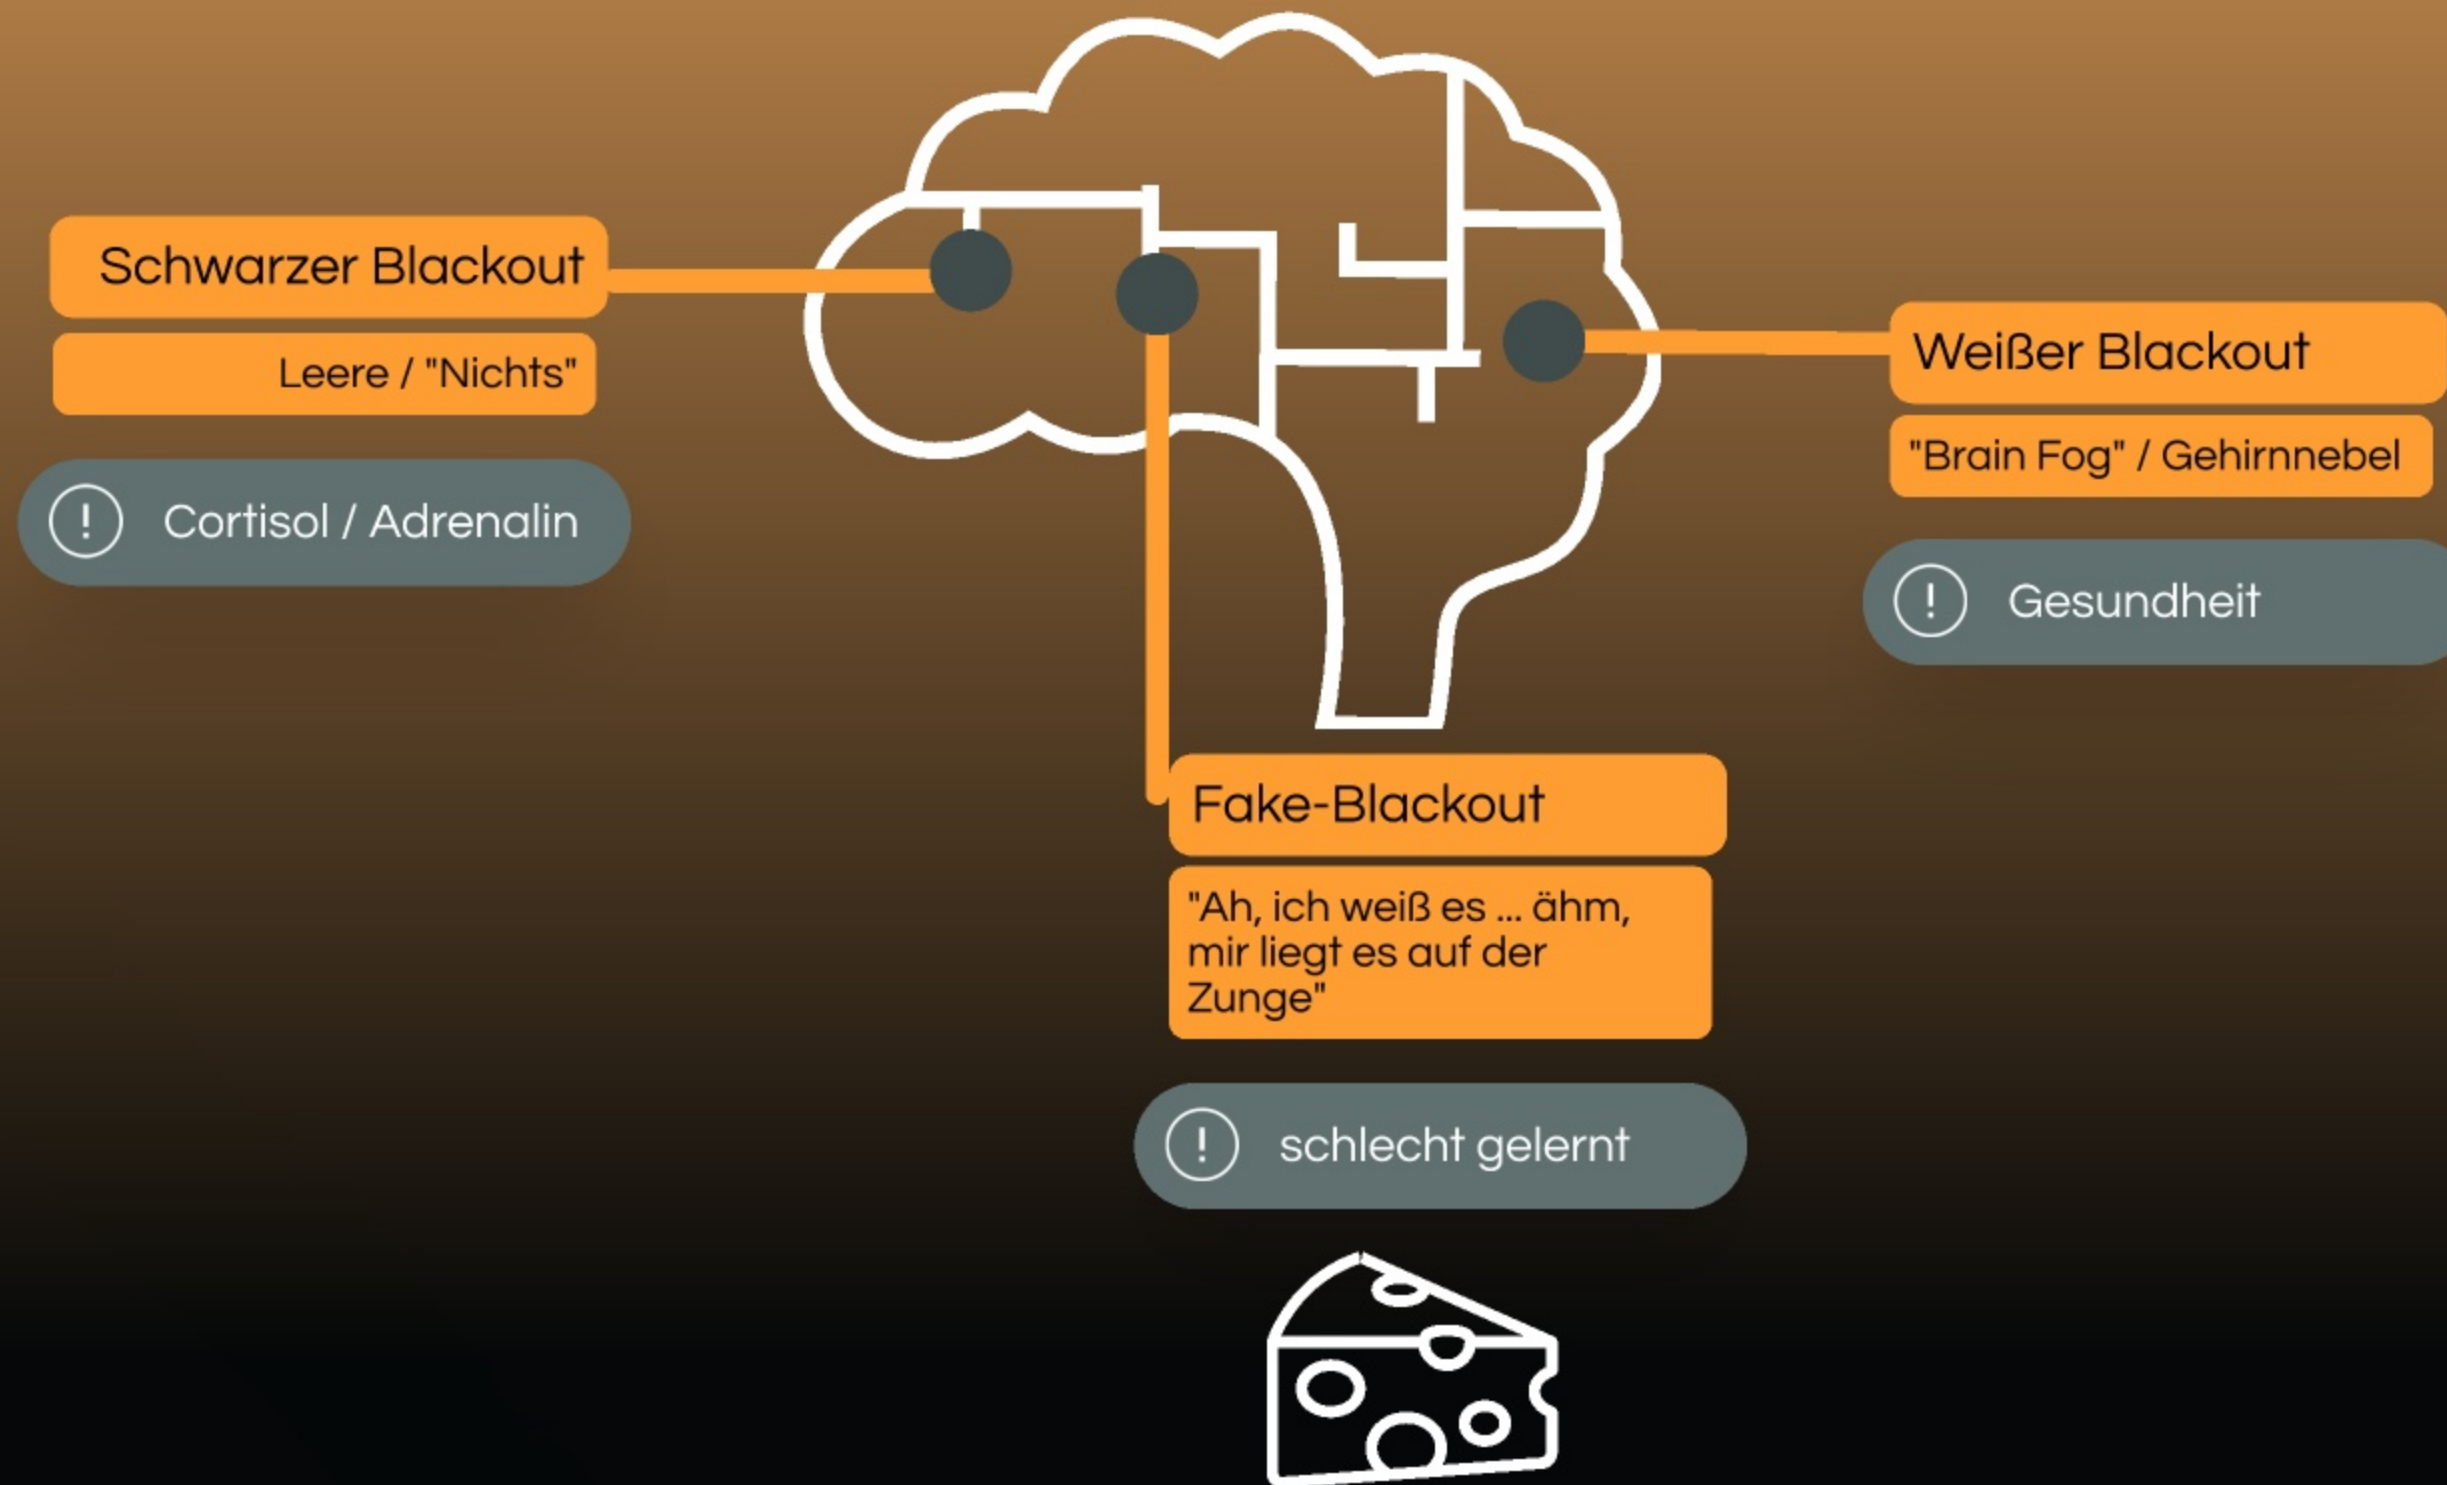 Schwarzer Blackout
Leere / "Nichts"
! Cortisol / Adrenalin
Weißer Blackout
"Brain Fog" / Gehirnnebel
! Gesundheit
Fake-Blackout
"Ah, ich weiß es ... ähm,
mir liegt es auf der
Zunge"
! schlecht gelernt